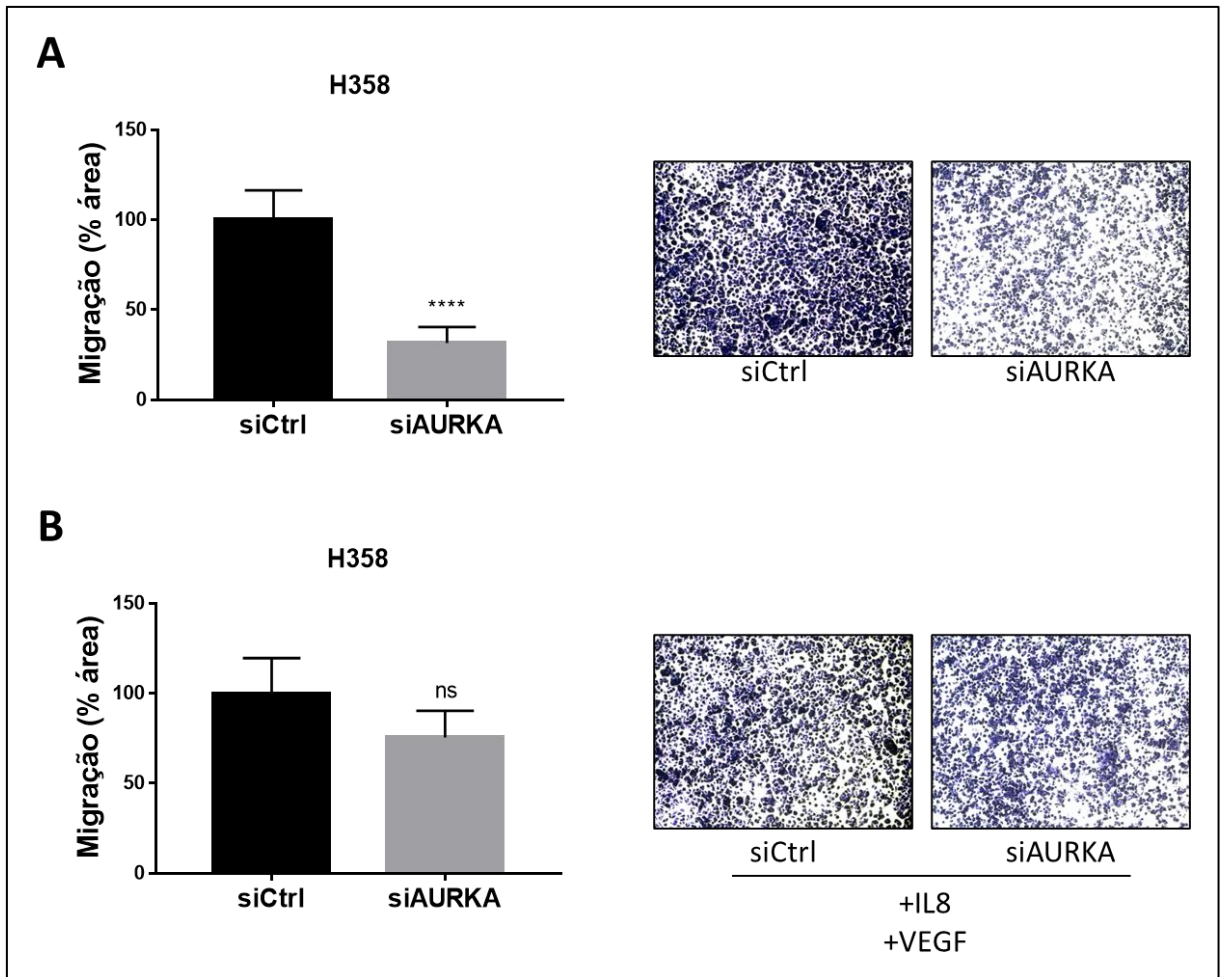 A
H358
Migração (% área)
150
100
50
0
****
siCtrl
siAURKA
siCtrl
siAURKA
B
H358
Migração (% área)
150
100
50
0
ns
siCtrl
siAURKA
siCtrl
siAURKA
+IL8
+VEGF